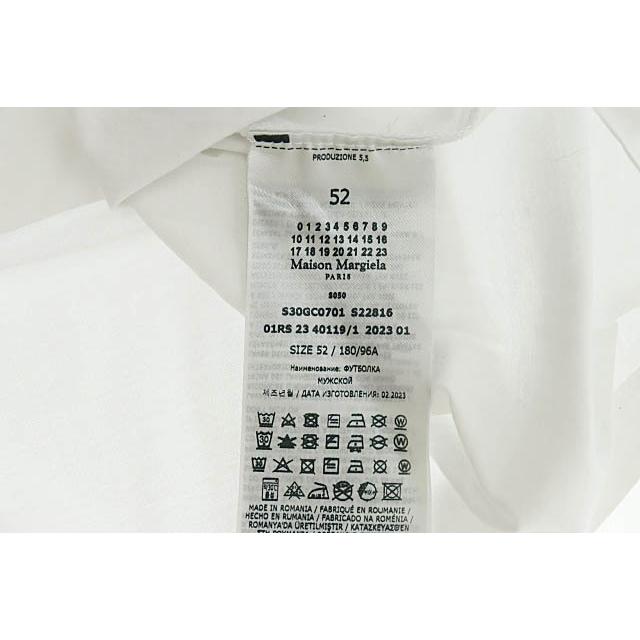 PRODUZIONE 5,5
52
0 1 2 3 4 5 6 7 8 9
10 11 12 13 14 15 16
17 18 19 20 21 22 23
Maison Margiela
PARIS
S050
S30GC0701 S22816
01RS 23 40119/1 2023 01
SIZE 52 / 180/96A
Наименование: ФУТБОЛКА
МУЖСКОЙ
제조년월 / ДАТА ИЗГОТОВЛЕНИЯ: 02.2023
MADE IN ROMANIA / FABRIQUÉ EN ROUMANIE /
HECHO EN RUMANIA / FABRICADO NA ROMÉNIA /
ROMANYA'DA ÜRETILMIŞTIR / ΚΑΤΑΣΚΕΥΑΣΘΕΝ